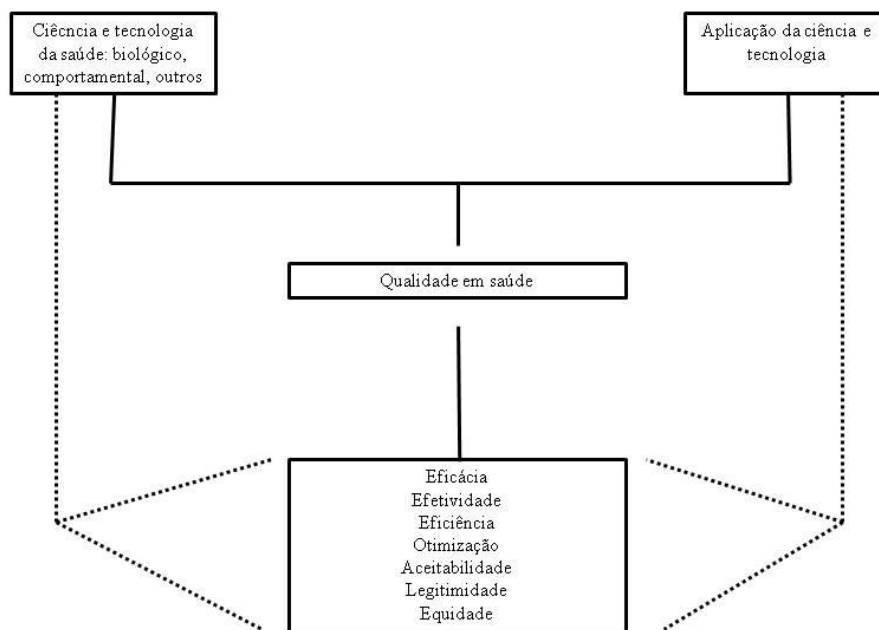 Ciêcncia e tecnologia
da saúde: biológico,
comportamental, outros
Aplicação da ciência e
tecnologia
Qualidade em saúde
Eficácia
Efetividade
Eficiência
Otimização
Aceitabilidade
Legitimidade
Equidade